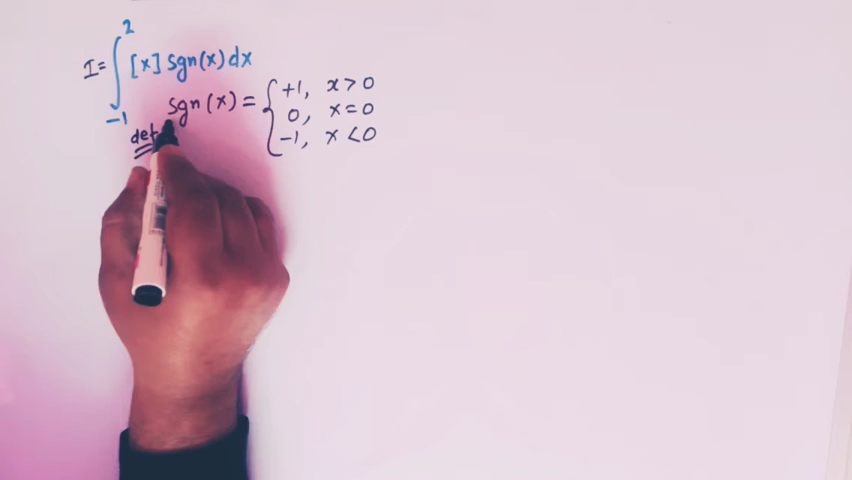 I = ∫_{-1}^{2} [x] sgn(x) dx
sgn(x) = { +1, x > 0
0, x = 0
-1, x < 0
def